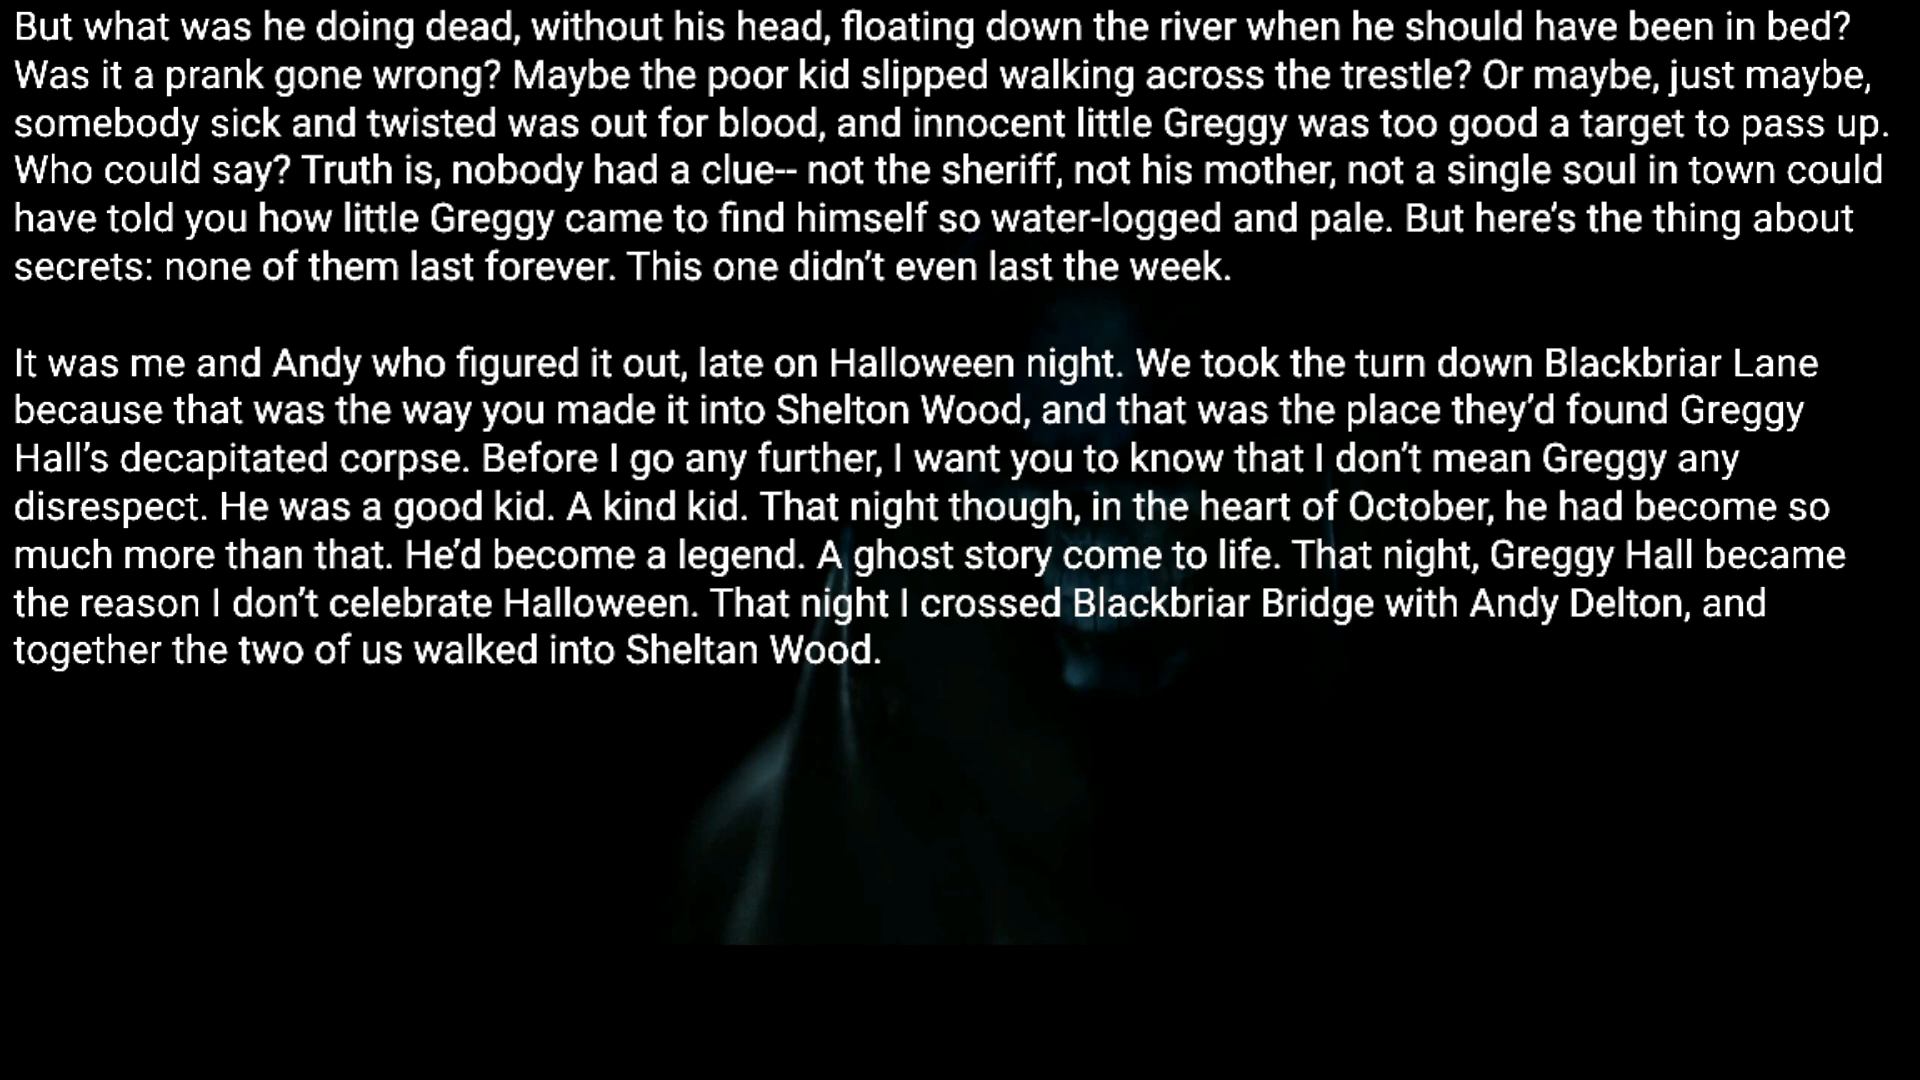 But what was he doing dead, without his head, floating down the river when he should have been in bed?
Was it a prank gone wrong? Maybe the poor kid slipped walking across the trestle? Or maybe, just maybe,
somebody sick and twisted was out for blood, and innocent little Greggy was too good a target to pass up.
Who could say? Truth is, nobody had a clue-- not the sheriff, not his mother, not a single soul in town could
have told you how little Greggy came to find himself so water-logged and pale. But here’s the thing about
secrets: none of them last forever. This one didn’t even last the week.
It was me and Andy who figured it out, late on Halloween night. We took the turn down Blackbriar Lane
because that was the way you made it into Shelton Wood, and that was the place they’d found Greggy
Hall’s decapitated corpse. Before I go any further, I want you to know that I don’t mean Greggy any
disrespect. He was a good kid. A kind kid. That night though, in the heart of October, he had become so
much more than that. He’d become a legend. A ghost story come to life. That night, Greggy Hall became
the reason I don’t celebrate Halloween. That night I crossed Blackbriar Bridge with Andy Delton, and
together the two of us walked into Sheltan Wood.